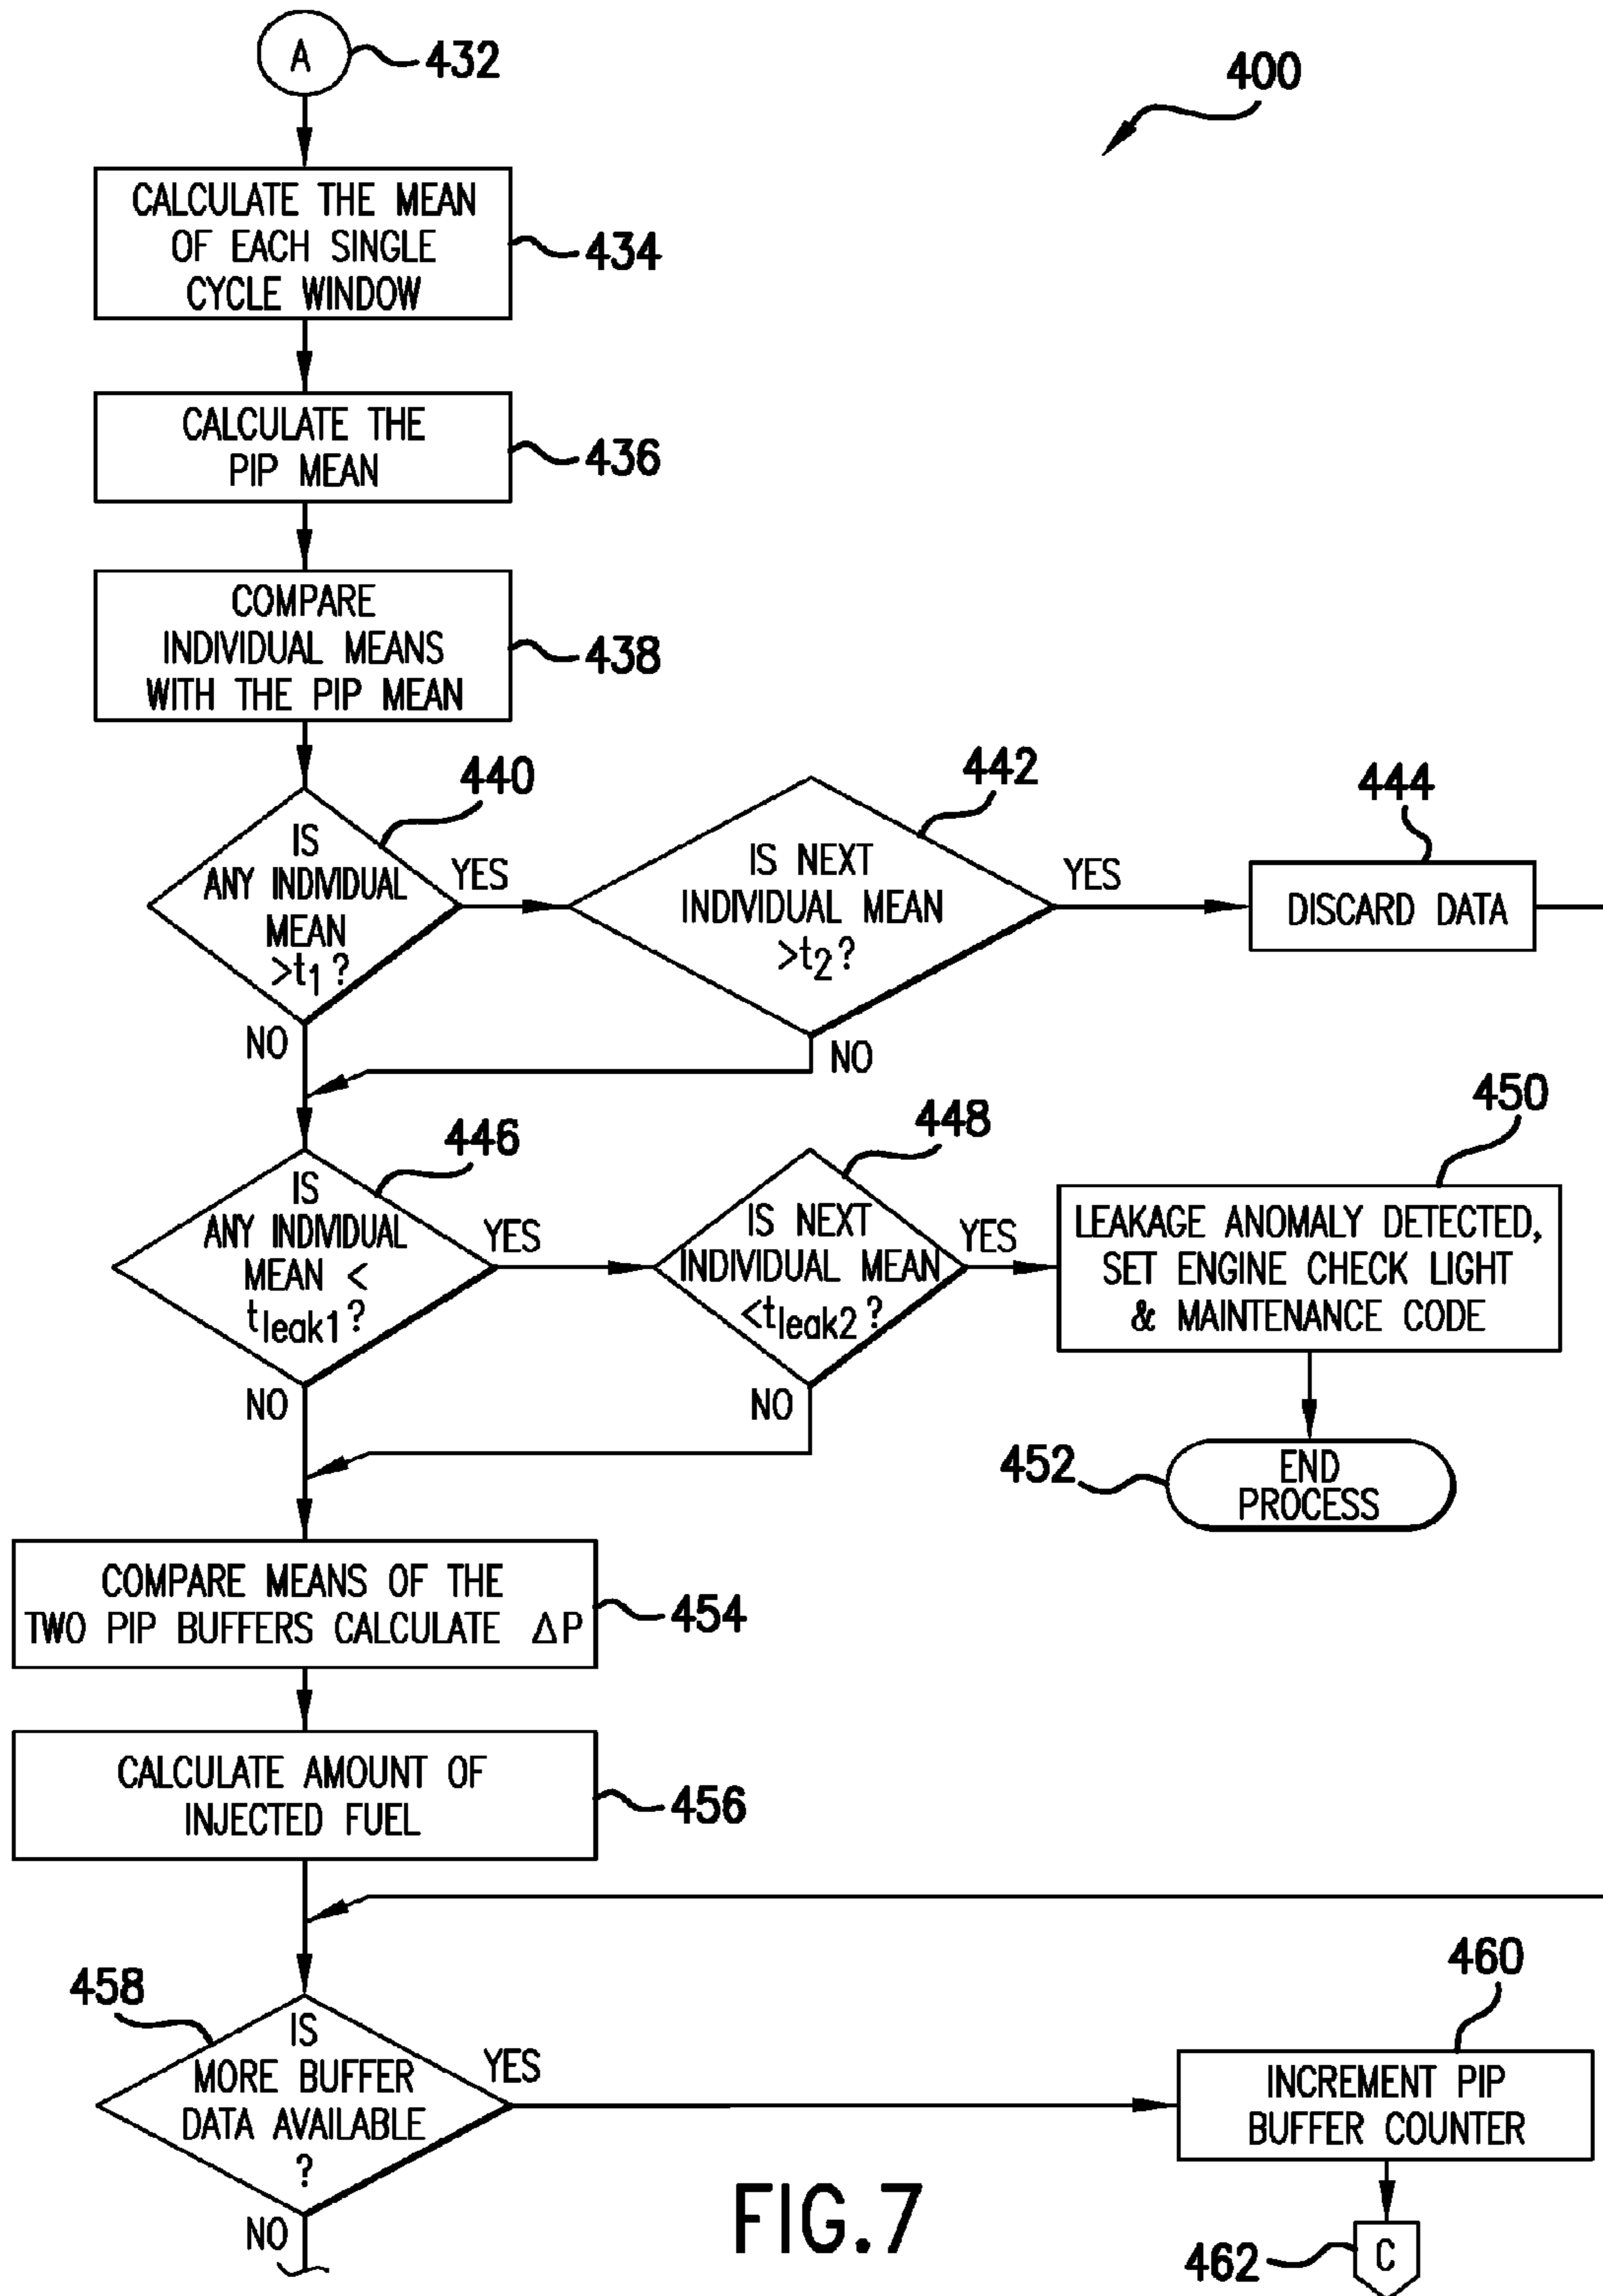 A
432
400
CALCULATE THE MEAN
OF EACH SINGLE
CYCLE WINDOW
434
CALCULATE THE
PIP MEAN
436
COMPARE
INDIVIDUAL MEANS
WITH THE PIP MEAN
438
440
IS
ANY INDIVIDUAL
MEAN
>t1?
YES
NO
442
IS NEXT
INDIVIDUAL MEAN
>t2?
YES
NO
444
DISCARD DATA
446
IS
ANY INDIVIDUAL
MEAN <
tleak1?
YES
NO
448
IS NEXT
INDIVIDUAL MEAN
<tleak2?
YES
NO
450
LEAKAGE ANOMALY DETECTED,
SET ENGINE CHECK LIGHT
& MAINTENANCE CODE
452
END
PROCESS
COMPARE MEANS OF THE
TWO PIP BUFFERS CALCULATE ΔP
454
CALCULATE AMOUNT OF
INJECTED FUEL
456
458
IS
MORE BUFFER
DATA AVAILABLE
?
YES
NO
460
INCREMENT PIP
BUFFER COUNTER
462
C
FIG.7